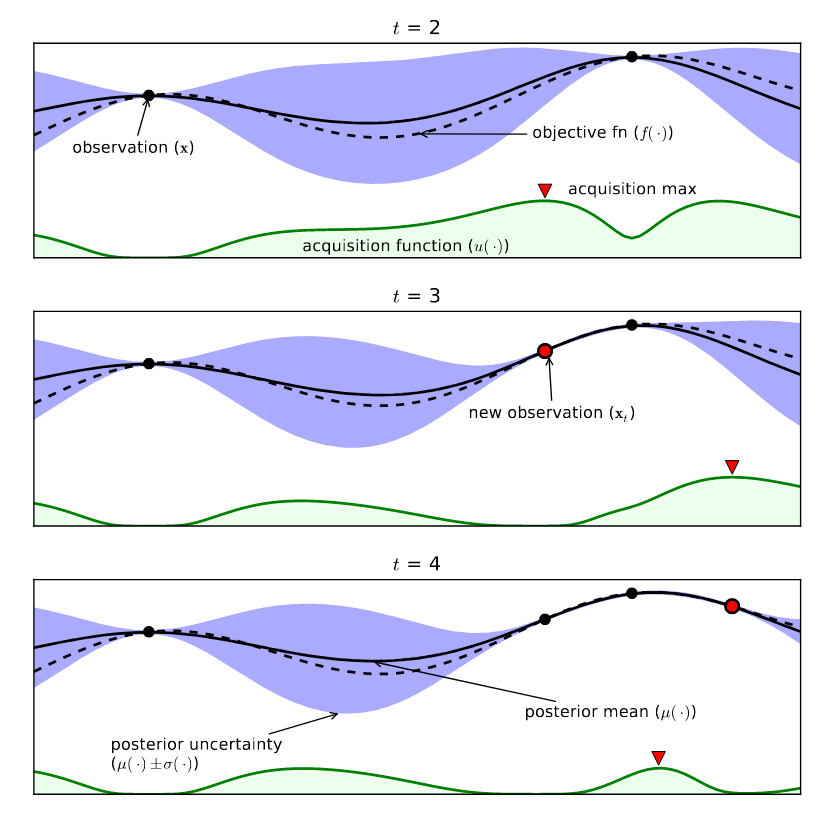 t = 2
observation (x)
objective fn (f(·))
acquisition max
acquisition function (u(·))
t = 3
new observation (xₜ)
t = 4
posterior mean (μ(·))
posterior uncertainty
(μ(·)±σ(·))